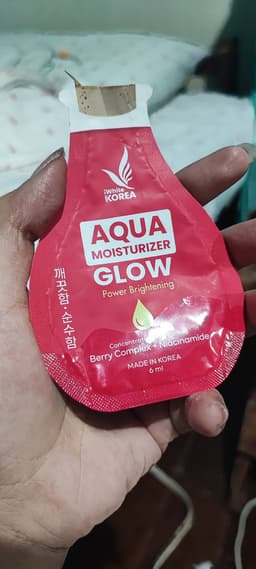 iWhite
KOREA
AQUA
MOISTURIZER
GLOW
Power Brightening
깨끗함 · 순수함
Berry Complex + Niacinamide
MADE IN KOREA
6 ml